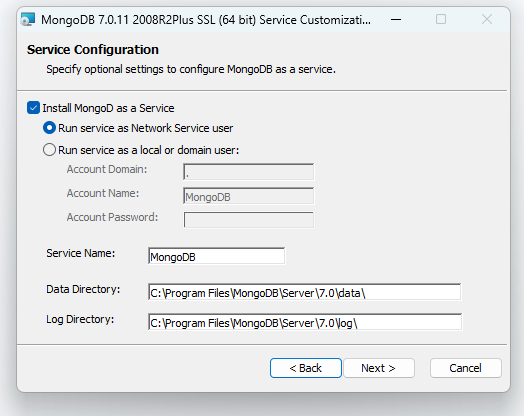 MongoDB 7.0.11 2008R2Plus SSL (64 bit) Service Customizati...
Service Configuration
Specify optional settings to configure MongoDB as a service.
Install MongoD as a Service
Run service as Network Service user
Run service as a local or domain user:
Account Domain: .
Account Name: MongoDB
Account Password:
Service Name: MongoDB
Data Directory: C:\Program Files\MongoDB\Server\7.0\data\
Log Directory: C:\Program Files\MongoDB\Server\7.0\log\
< Back Next > Cancel